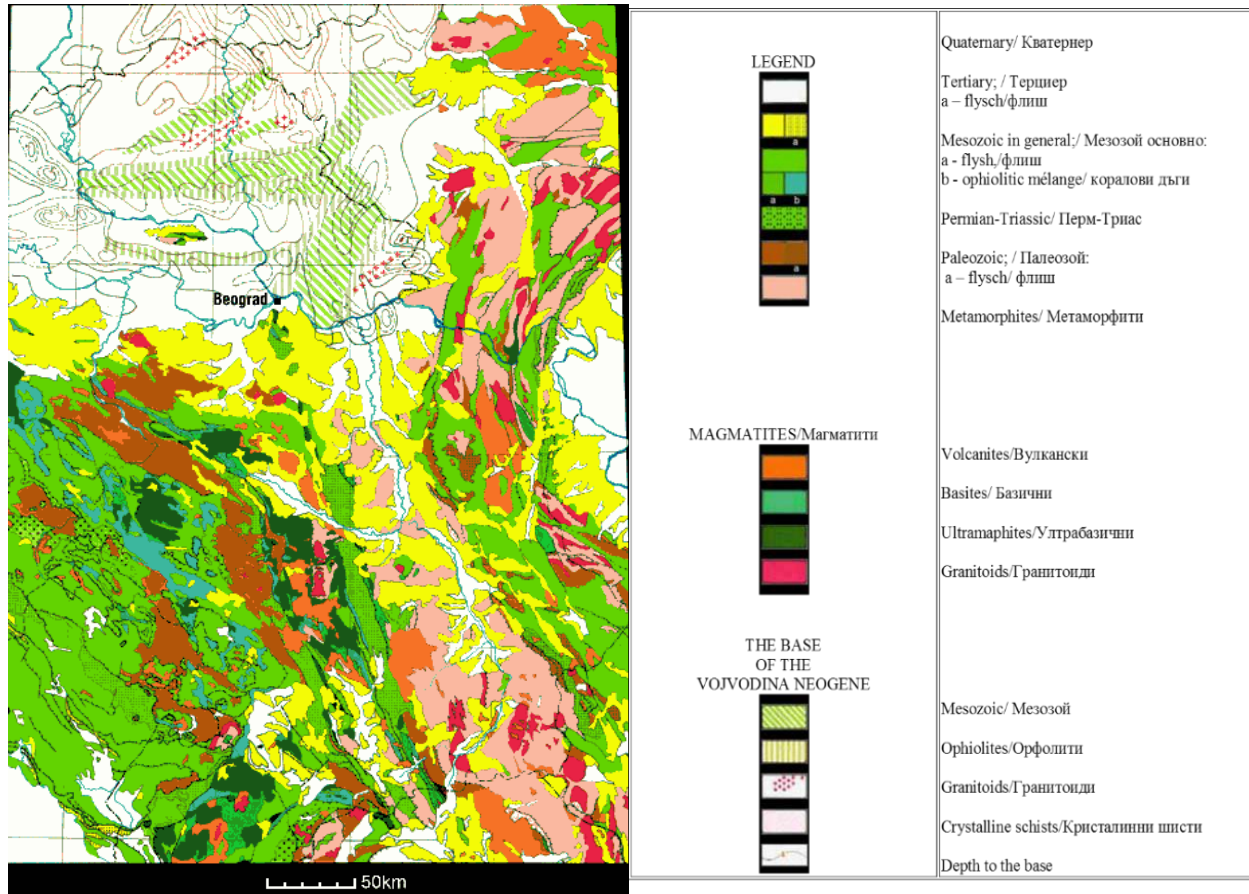 Beograd
50km
LEGEND
Quaternary/ Кватернер
Tertiary; / Терциер
a – flysch/флиш
a
Mesozoic in general;/ Мезозой основно:
a - flysh,/флиш
b - ophiolitic mélange/ коралови дъги
a b
Permian-Triassic/ Перм-Триас
Paleozoic; / Палеозой:
a – flysch/ флиш
a
Metamorphites/ Метаморфити
MAGMATITES/Магматити
Volcanites/Вулкански
Basites/ Базични
Ultramaphites/Ултрабазични
Granitoids/Гранитоиди
THE BASE
OF THE
VOJVODINA NEOGENE
Mesozoic/ Мезозой
Ophiolites/Орфолити
Granitoids/Гранитоиди
Crystalline schists/Кристалинни шисти
Depth to the base